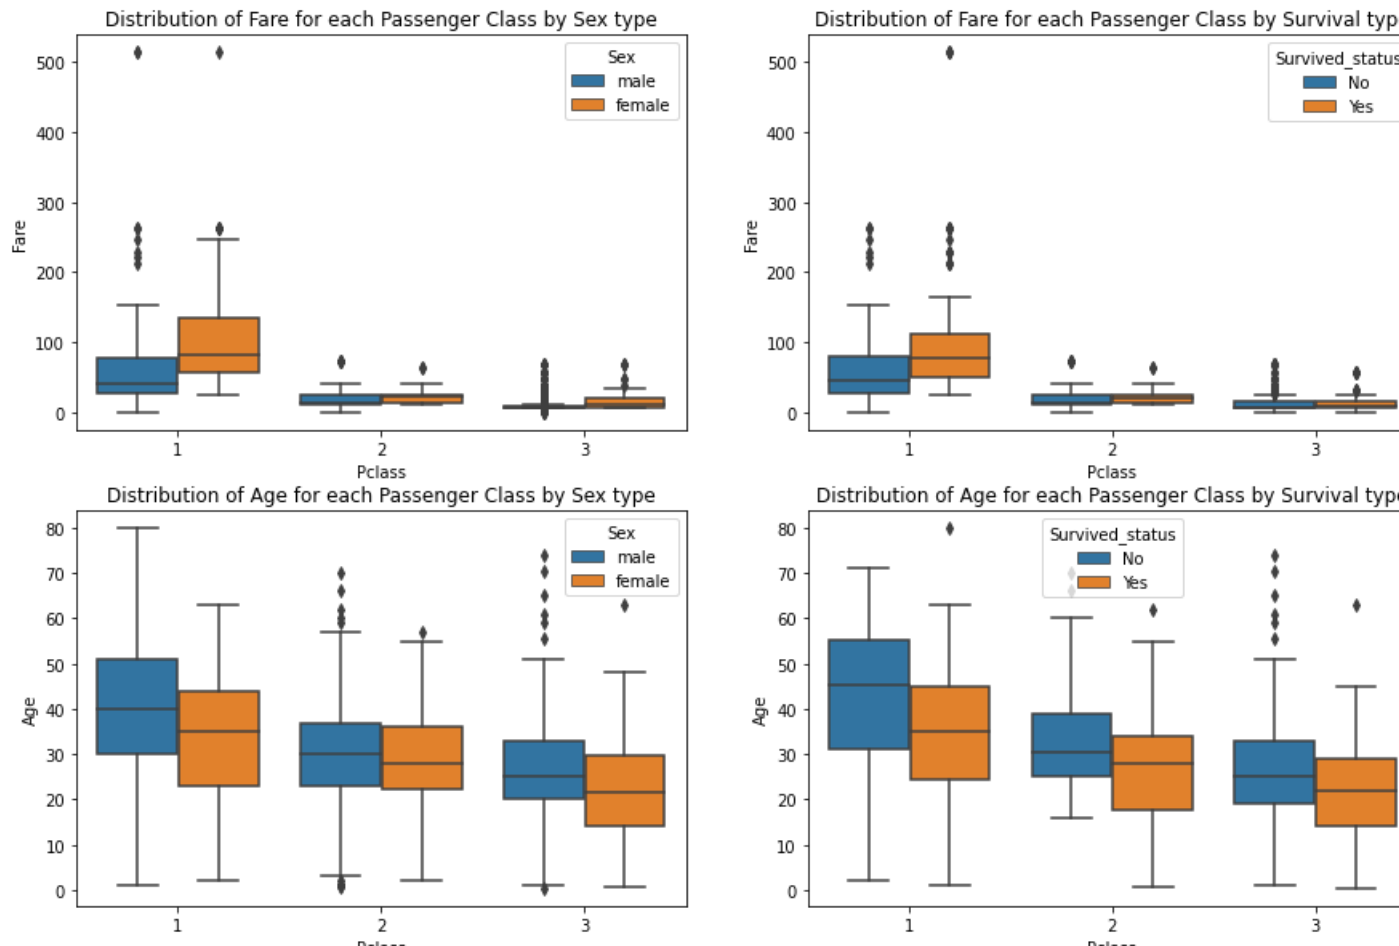 Distribution of Fare for each Passenger Class by Sex type
500
400
300
200
100
0
Fare
Sex
male
female
1
2
3
Pclass
Distribution of Fare for each Passenger Class by Survival typ
500
400
300
200
100
0
Fare
Survived_status
No
Yes
1
2
3
Pclass
Distribution of Age for each Passenger Class by Sex type
80
70
60
50
40
30
20
10
0
Age
Sex
male
female
1
2
3
Pclass
Distribution of Age for each Passenger Class by Survival type
80
70
60
50
40
30
20
10
0
Age
Survived_status
No
Yes
1
2
3
Pclass